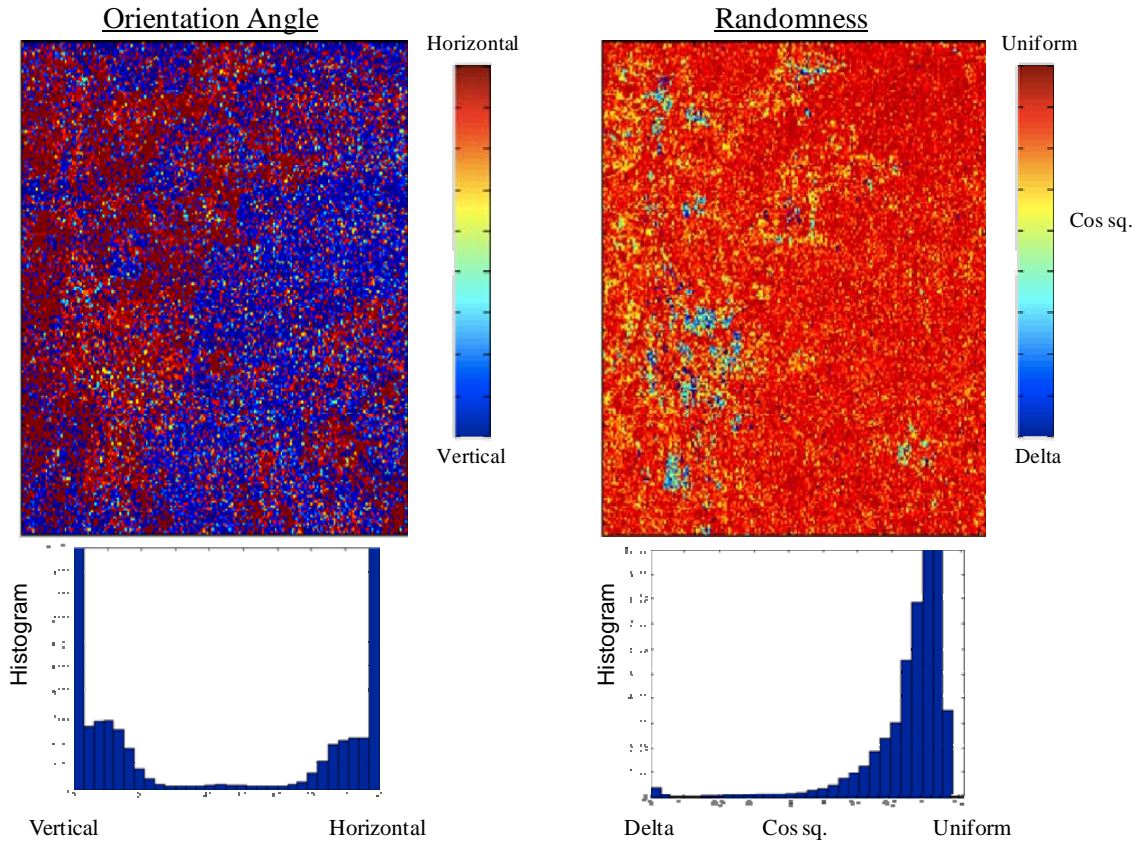 Orientation Angle
Horizontal
Vertical
Histogram
Vertical
Horizontal
Randomness
Uniform
Cos sq.
Delta
Histogram
Delta
Cos sq.
Uniform